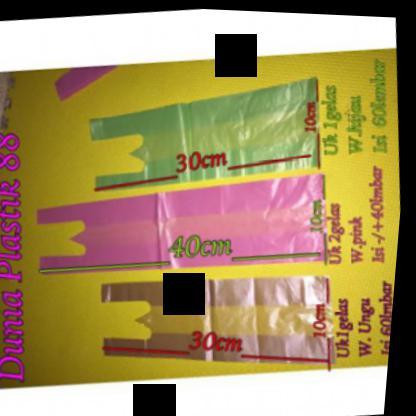 Dunia Plastik 88
30cm
10cm
Uk 1gelas
W.hijau
Isi 60lembar
40cm
10cm
Uk 2gelas
W.pink
Isi -/+40lmbar
30cm
10cm
Uk1gelas
W. Ungu
Isi 60lmbar